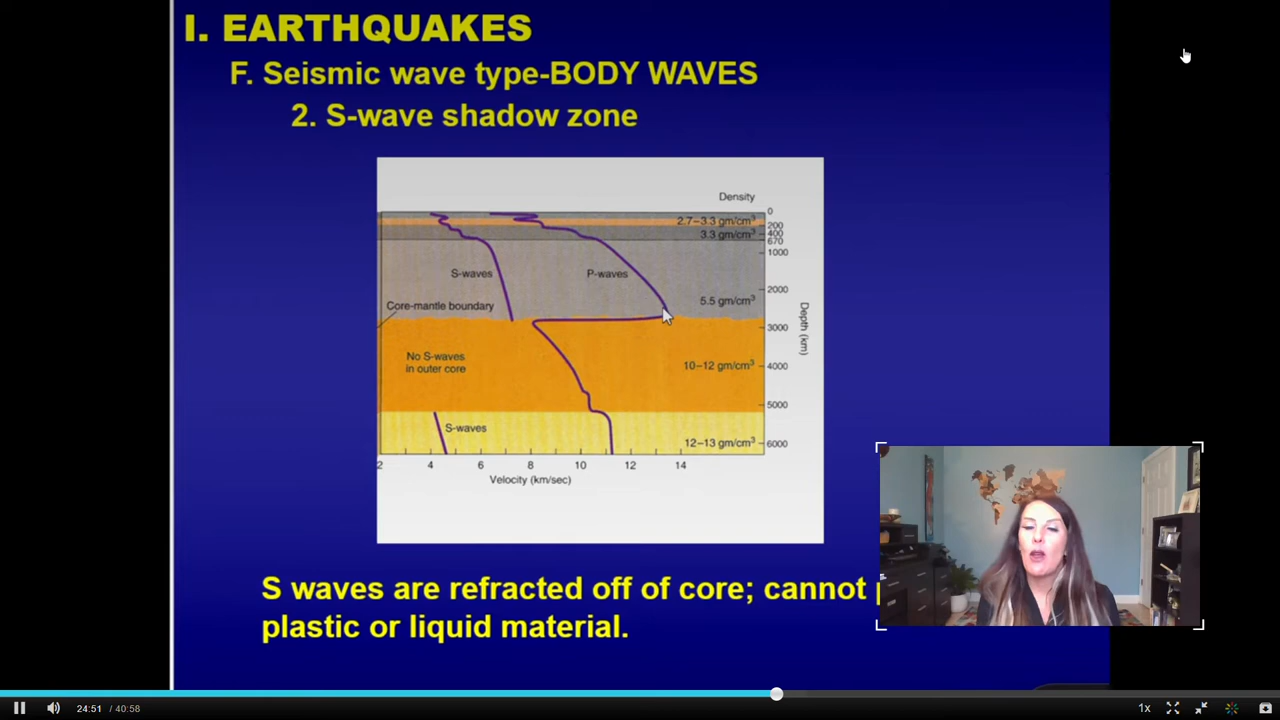 I. EARTHQUAKES
F. Seismic wave type-BODY WAVES
2. S-wave shadow zone
Density
0
2.7–3.3 gm/cm³
200
3.3 gm/cm³
400
670
1000
S-waves
P-waves
2000
5.5 gm/cm³
Core-mantle boundary
Depth (km)
3000
No S-waves
in outer core
10–12 gm/cm³
4000
5000
S-waves
12–13 gm/cm³
6000
2 4 6 8 10 12 14
Velocity (km/sec)
S waves are refracted off of core; cannot
plastic or liquid material.
24:51 / 40:58
1x